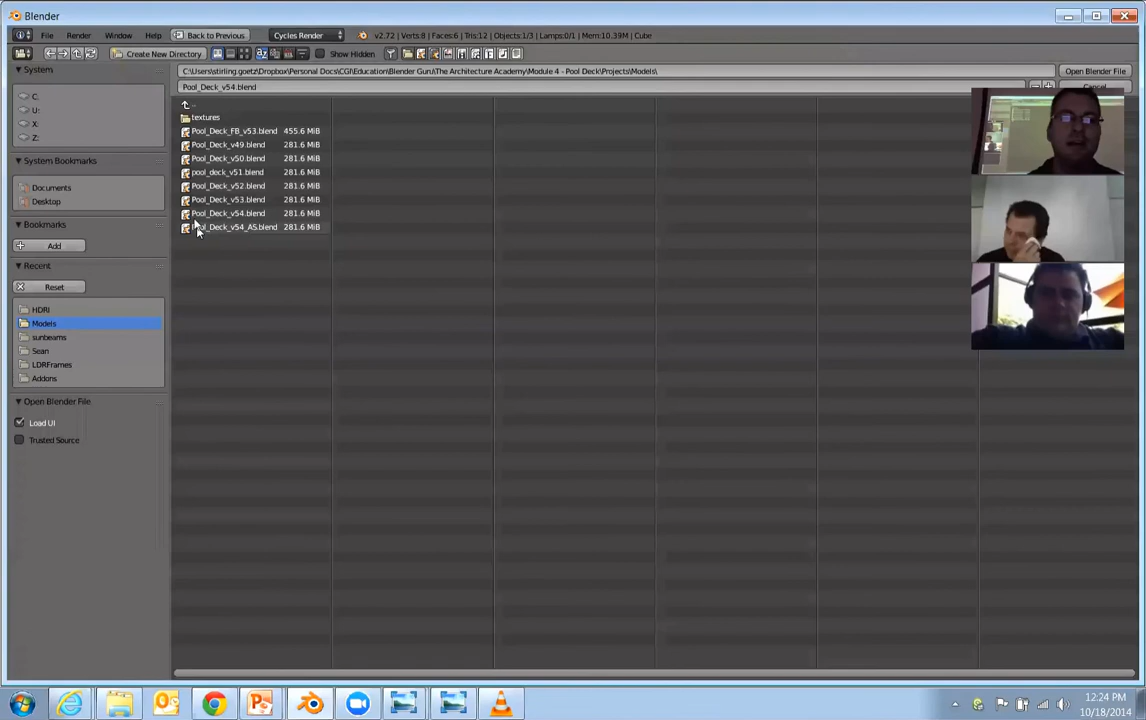 Blender
File Render Window Help Back to Previous Cycles Render v2.72 | Verts:8 | Faces:6 | Tris:12 | Objects:1/3 | Lamps:0/1 | Mem:10.39M | Cube
Create New Directory Show Hidden
System
C:\Users\stirling.goetz\Dropbox\Personal Docs\CGI\Education\Blender Guru\The Architecture Academy\Module 4 - Pool Deck\Projects\Models\ Open Blender File
Pool_Deck_v54.blend Cancel
C:
U:
X:
Z:
System Bookmarks
Documents
Desktop
Bookmarks
Add
Recent
Reset
HDRI
Models
sunbeams
Sean
LDRFrames
Addons
Open Blender File
Load UI
Trusted Source
..
textures
Pool_Deck_FB_v53.blend 455.6 MiB
Pool_Deck_v49.blend 281.6 MiB
Pool_Deck_v50.blend 281.6 MiB
pool_Deck_v51.blend 281.6 MiB
Pool_Deck_v52.blend 281.6 MiB
Pool_Deck_v53.blend 281.6 MiB
Pool_Deck_v54.blend 281.6 MiB
Pool_Deck_v54_AS.blend 281.6 MiB
12:24 PM
10/18/2014